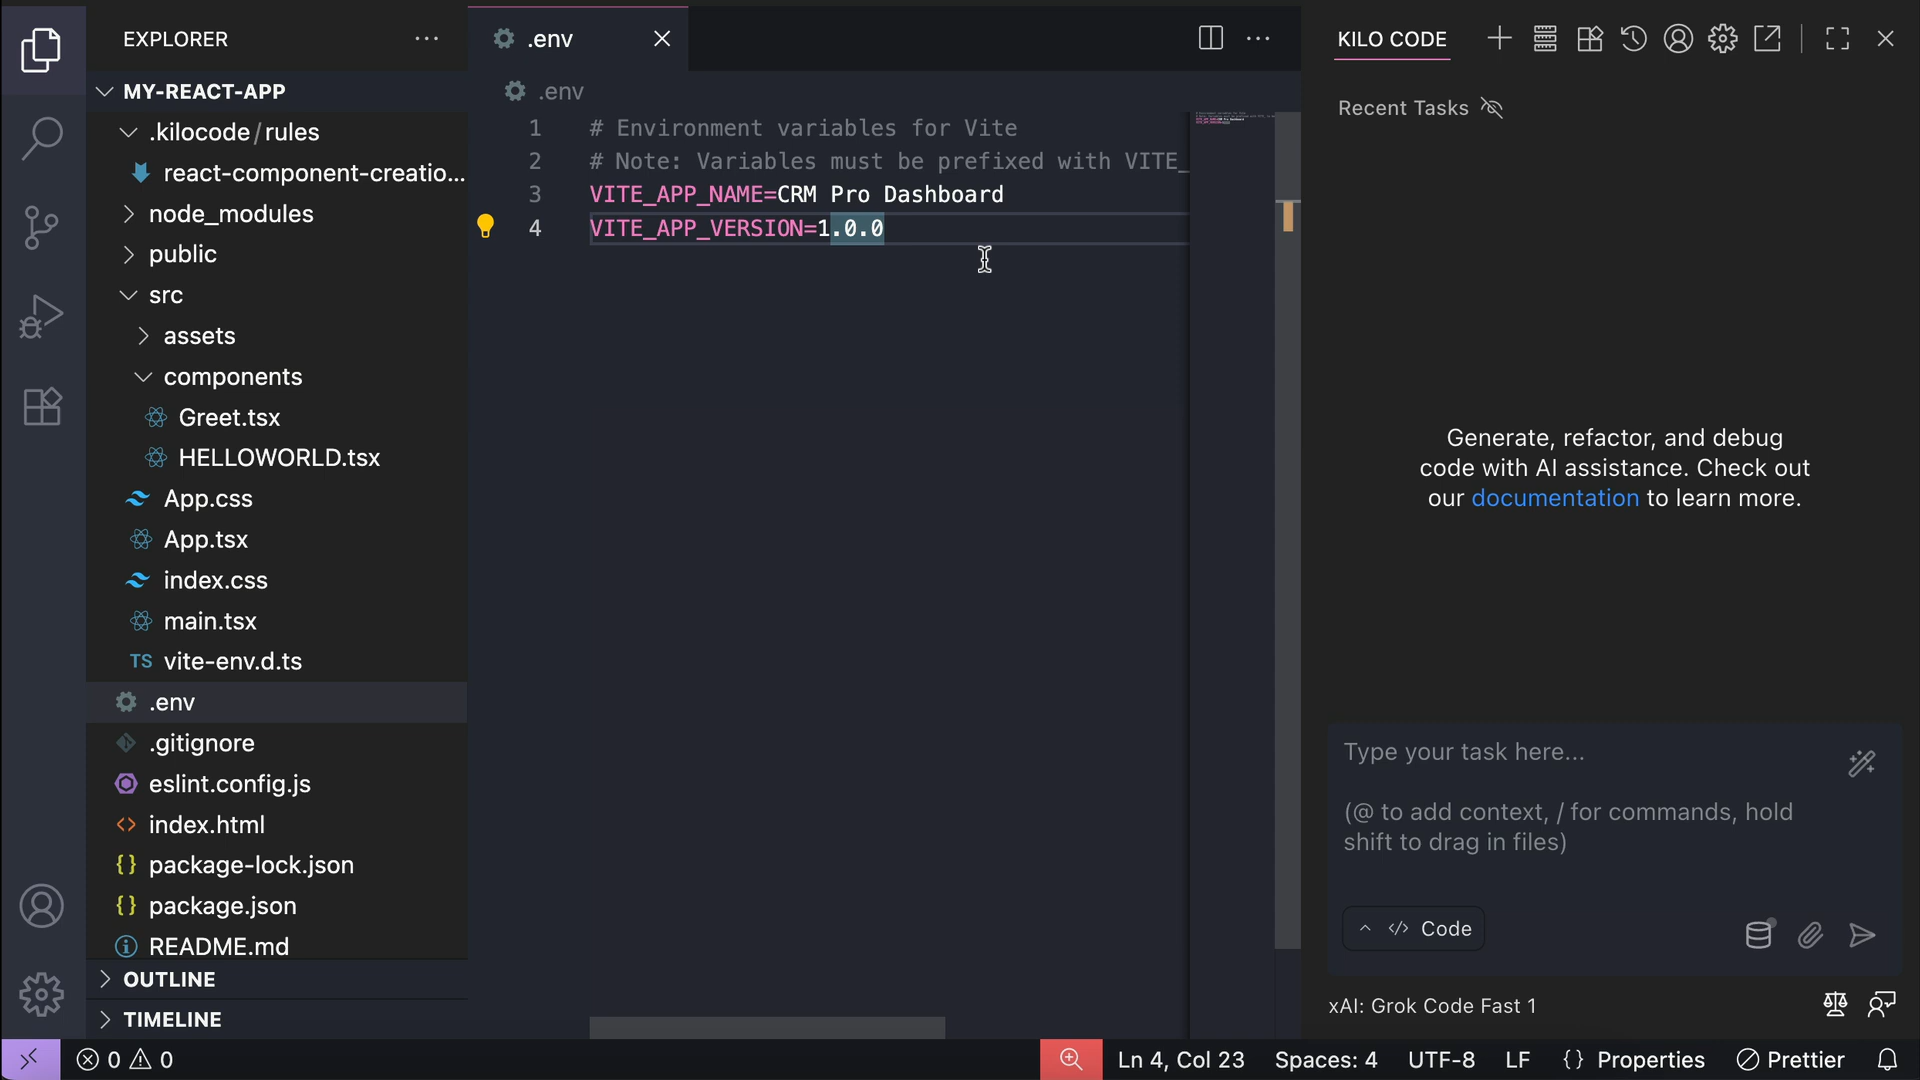 EXPLORER
MY-REACT-APP
.kilocode/rules
react-component-creatio...
node_modules
public
src
assets
components
Greet.tsx
HELLOWORLD.tsx
App.css
App.tsx
index.css
main.tsx
TS vite-env.d.ts
.env
.gitignore
eslint.config.js
index.html
package-lock.json
package.json
README.md
OUTLINE
TIMELINE
.env
.env
1 # Environment variables for Vite
2 # Note: Variables must be prefixed with VITE_
3 VITE_APP_NAME=CRM Pro Dashboard
4 VITE_APP_VERSION=1.0.0
KILO CODE
Recent Tasks
Generate, refactor, and debug
code with AI assistance. Check out
our documentation to learn more.
Type your task here...
(@ to add context, / for commands, hold
shift to drag in files)
Code
xAI: Grok Code Fast 1
0 0
Ln 4, Col 23
Spaces: 4
UTF-8
LF
{} Properties
Prettier